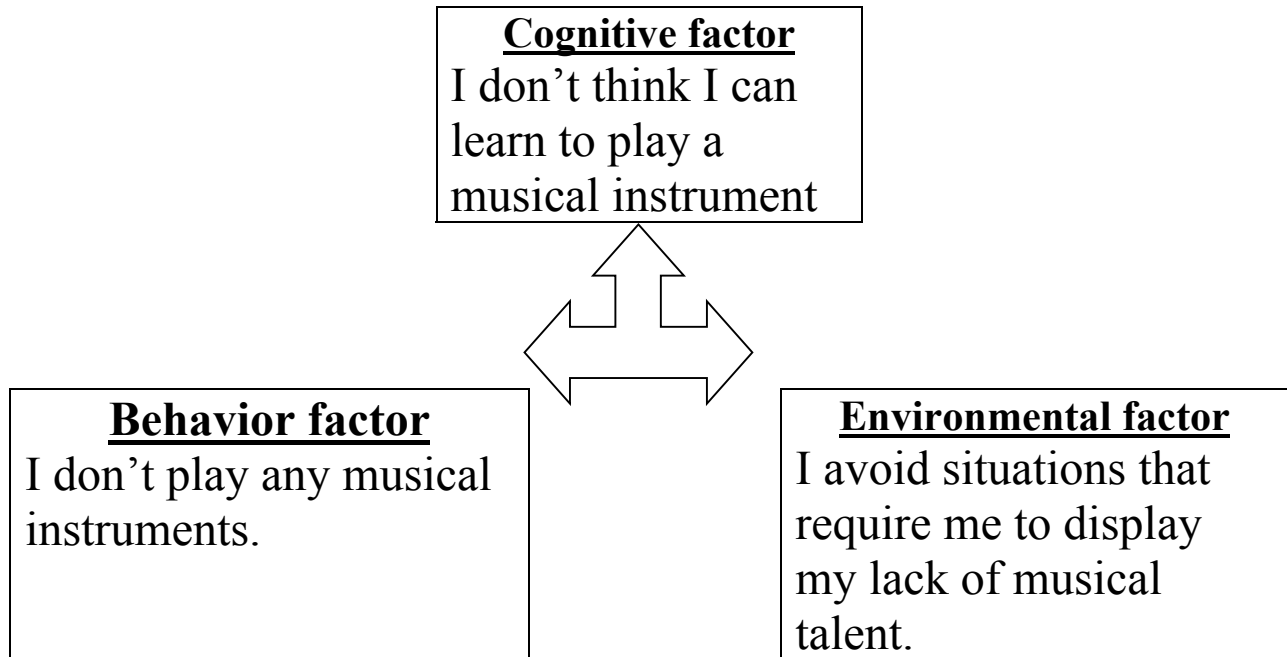 Cognitive factor
I don’t think I can
learn to play a
musical instrument
Behavior factor
I don’t play any musical
instruments.
Environmental factor
I avoid situations that
require me to display
my lack of musical
talent.